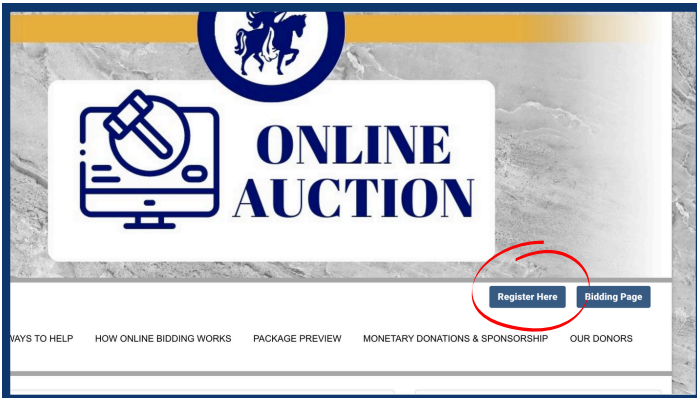 ONLINE
AUCTION
Register Here Bidding Page
WAYS TO HELP HOW ONLINE BIDDING WORKS PACKAGE PREVIEW MONETARY DONATIONS & SPONSORSHIP OUR DONORS